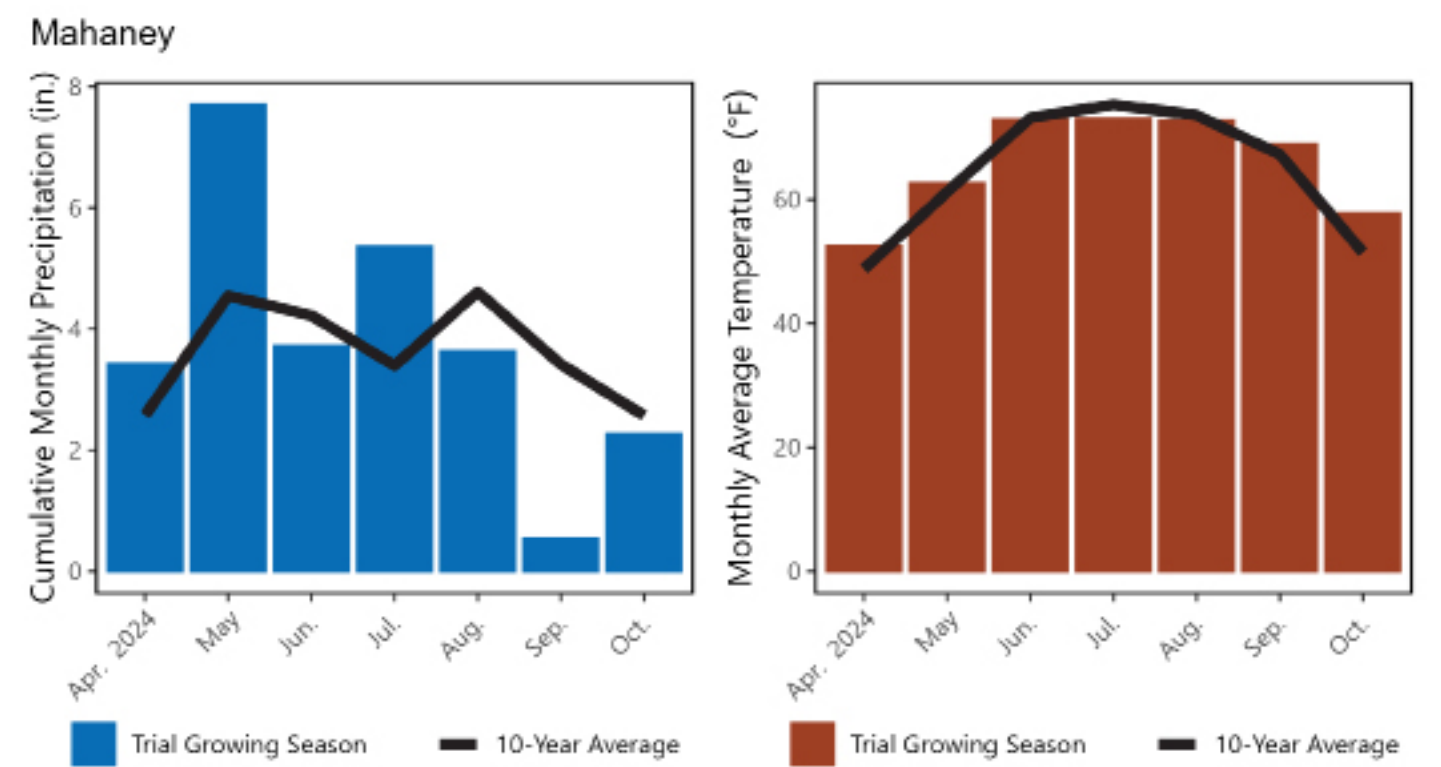 Mahaney
Cumulative Monthly Precipitation (in.)
8
6
4
2
0
Apr. 2024
May
Jun.
Jul.
Aug.
Sep.
Oct.
Trial Growing Season
10-Year Average
Monthly Average Temperature (°F)
60
40
20
0
Apr. 2024
May
Jun.
Jul.
Aug.
Sep.
Oct.
Trial Growing Season
10-Year Average